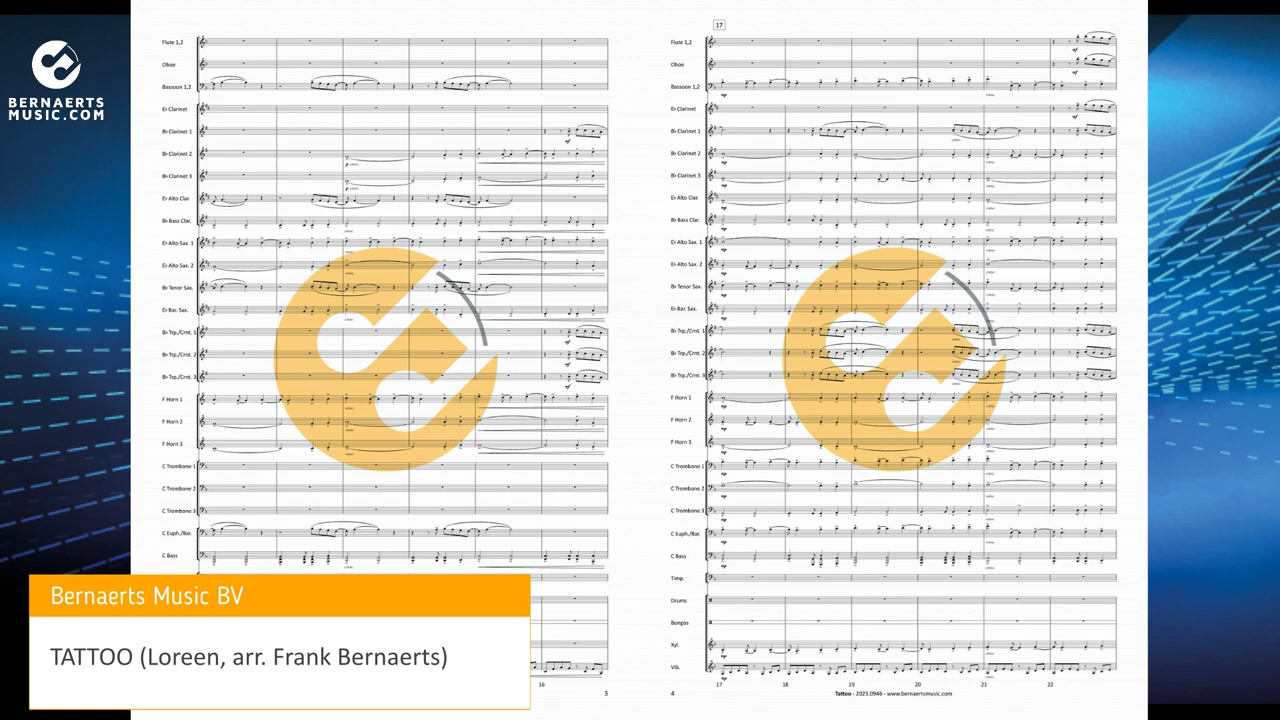 BERNAERTS
MUSIC.COM
Flute 1,2
Oboe
Bassoon 1,2
E♭ Clarinet
B♭ Clarinet 1
B♭ Clarinet 2
B♭ Clarinet 3
E♭ Alto Clar.
B♭ Bass Clar.
E♭ Alto Sax. 1
E♭ Alto Sax. 2
B♭ Tenor Sax.
E♭ Bar. Sax.
B♭ Trp./Crnt. 1
B♭ Trp./Crnt. 2
B♭ Trp./Crnt. 3
F Horn 1
F Horn 2
F Horn 3
C Trombone 1
C Trombone 2
C Trombone 3
C Euph./Bar.
C Bass
16
3
17
Flute 1,2
Oboe
Bassoon 1,2
E♭ Clarinet
B♭ Clarinet 1
B♭ Clarinet 2
B♭ Clarinet 3
E♭ Alto Clar.
B♭ Bass Clar.
E♭ Alto Sax. 1
E♭ Alto Sax. 2
B♭ Tenor Sax.
E♭ Bar. Sax.
B♭ Trp./Crnt. 1
B♭ Trp./Crnt. 2
B♭ Trp./Crnt. 3
F Horn 1
F Horn 2
F Horn 3
C Trombone 1
C Trombone 2
C Trombone 3
C Euph./Bar.
C Bass
Timp.
Drums
Bongos
Xyl.
Vib.
17 18 19 20 21 22
4
Tattoo - 2023.0946 - www.bernaertsmusic.com
Bernaerts Music BV
TATTOO (Loreen, arr. Frank Bernaerts)